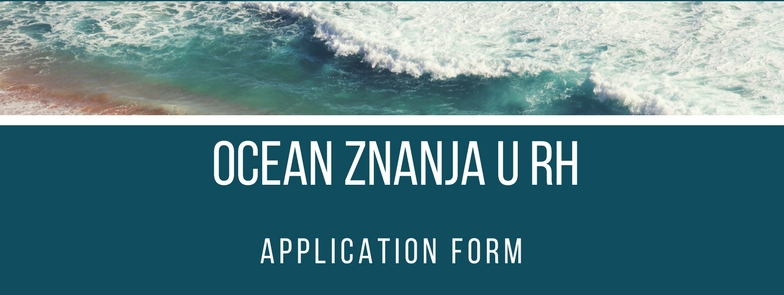 OCEAN ZNANJA U RH
APPLICATION FORM